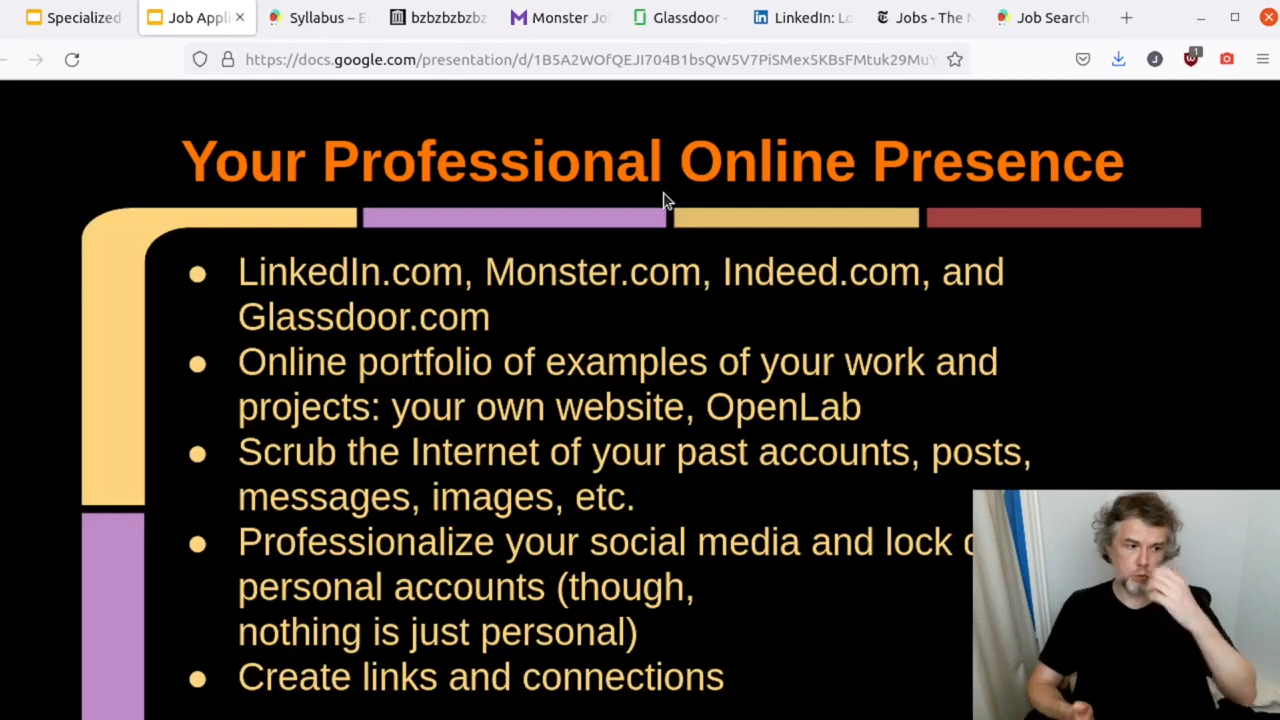 Specialized
Job Appli
Syllabus – E
bzbzbzbzbz
Monster Jo
Glassdoor -
LinkedIn: Lo
Jobs - The N
Job Search
https://docs.google.com/presentation/d/1B5A2WOfQEJI704B1bsQW5V7PiSMex5KBsFMtuk29MuY
1
Your Professional Online Presence
● LinkedIn.com, Monster.com, Indeed.com, and
Glassdoor.com
● Online portfolio of examples of your work and
projects: your own website, OpenLab
● Scrub the Internet of your past accounts, posts,
messages, images, etc.
● Professionalize your social media and lock
personal accounts (though,
nothing is just personal)
● Create links and connections